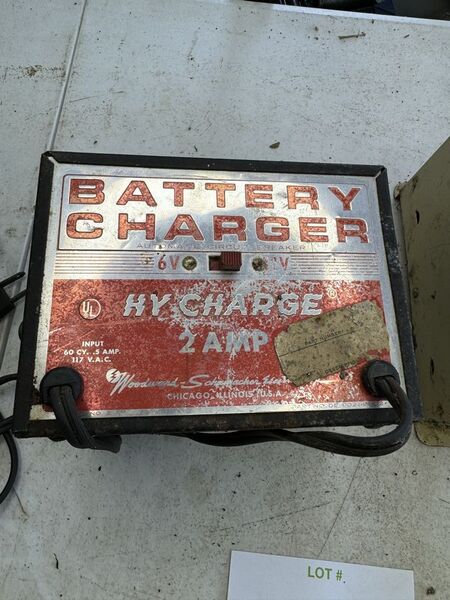 BATTERY
CHARGER
AUTOMATIC CIRCUIT BREAKER
6V
UL
HY-CHARGE
2 AMP
INPUT
60 CY. .5 AMP.
117 V.A.C.
Woodward Schumacher
CHICAGO, ILLINOIS U.S.A.
LOT #